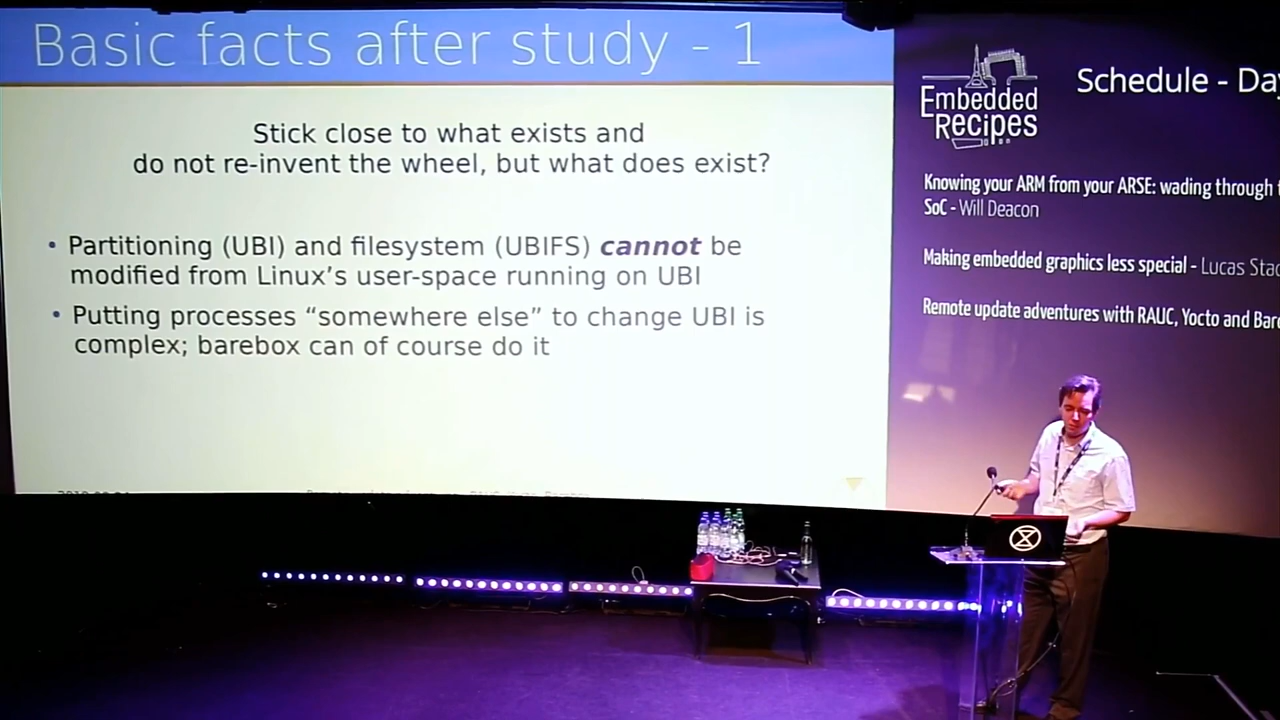 Basic facts after study - 1
Stick close to what exists and
do not re-invent the wheel, but what does exist?
• Partitioning (UBI) and filesystem (UBIFS) cannot be
modified from Linux’s user-space running on UBI
• Putting processes “somewhere else” to change UBI is
complex; barebox can of course do it
Embedded
Recipes
Schedule - Day
Knowing your ARM from your ARSE: wading through
SoC - Will Deacon
Making embedded graphics less special - Lucas
Remote update adventures with RAUC, Yocto and